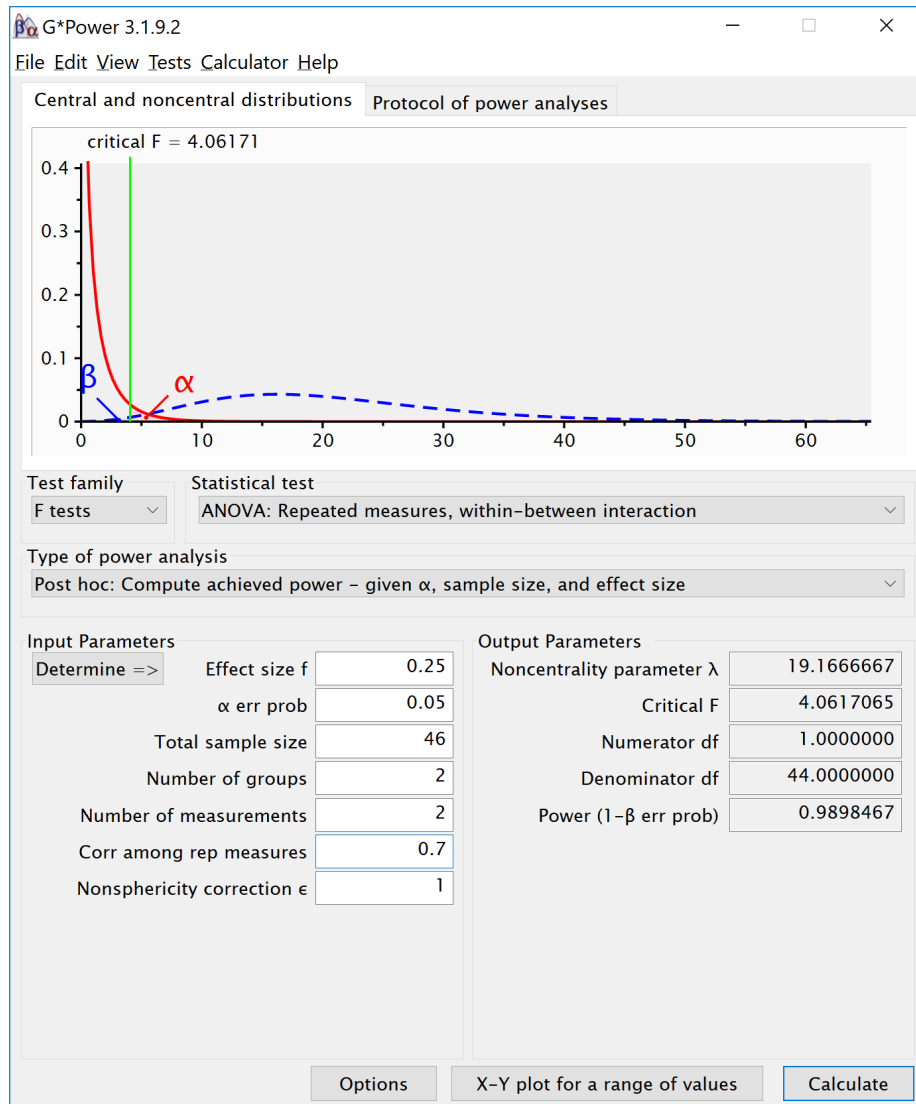 G*Power 3.1.9.2
File Edit View Tests Calculator Help
Central and noncentral distributions
Protocol of power analyses
critical F = 4.06171
0.4
0.3
0.2
0.1
0
β
α
0 10 20 30 40 50 60
Test family
F tests
Statistical test
ANOVA: Repeated measures, within-between interaction
Type of power analysis
Post hoc: Compute achieved power - given α, sample size, and effect size
Input Parameters
Determine =>
Effect size f 0.25
α err prob 0.05
Total sample size 46
Number of groups 2
Number of measurements 2
Corr among rep measures 0.7
Nonsphericity correction ϵ 1
Output Parameters
Noncentrality parameter λ 19.1666667
Critical F 4.0617065
Numerator df 1.0000000
Denominator df 44.0000000
Power (1-β err prob) 0.9898467
Options
X-Y plot for a range of values
Calculate